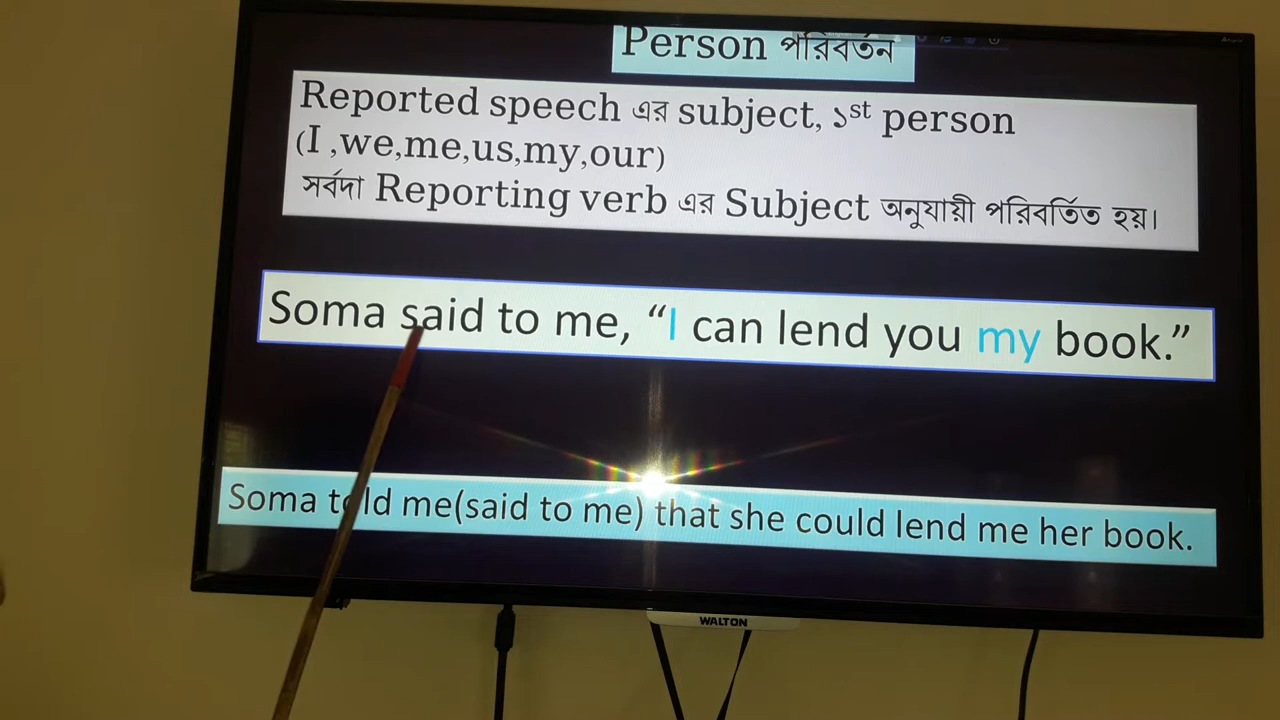 Person পরিবর্তন
Reported speech এর subject, ১st person
(I ,we,me,us,my,our)
সর্বদা Reporting verb এর Subject অনুযায়ী পরিবর্তিত হয়।
Soma said to me, “I can lend you my book.”
Soma told me(said to me) that she could lend me her book.
WALTON